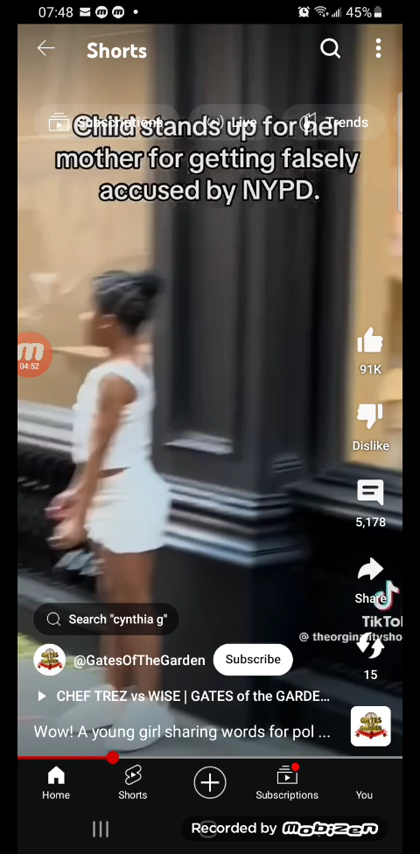 07:48
45%
Shorts
Subscriptions
Live
Trends
Child stands up for her
mother for getting falsely
accused by NYPD.
04:52
91K
Dislike
5,178
Share
TikTo
@theorgina
15
Search "cynthia g"
@GatesOfTheGarden
Subscribe
CHEF TREZ vs WISE | GATES of the GARDE...
Wow! A young girl sharing words for pol ...
Home
Shorts
Subscriptions
You
Recorded by mobizen